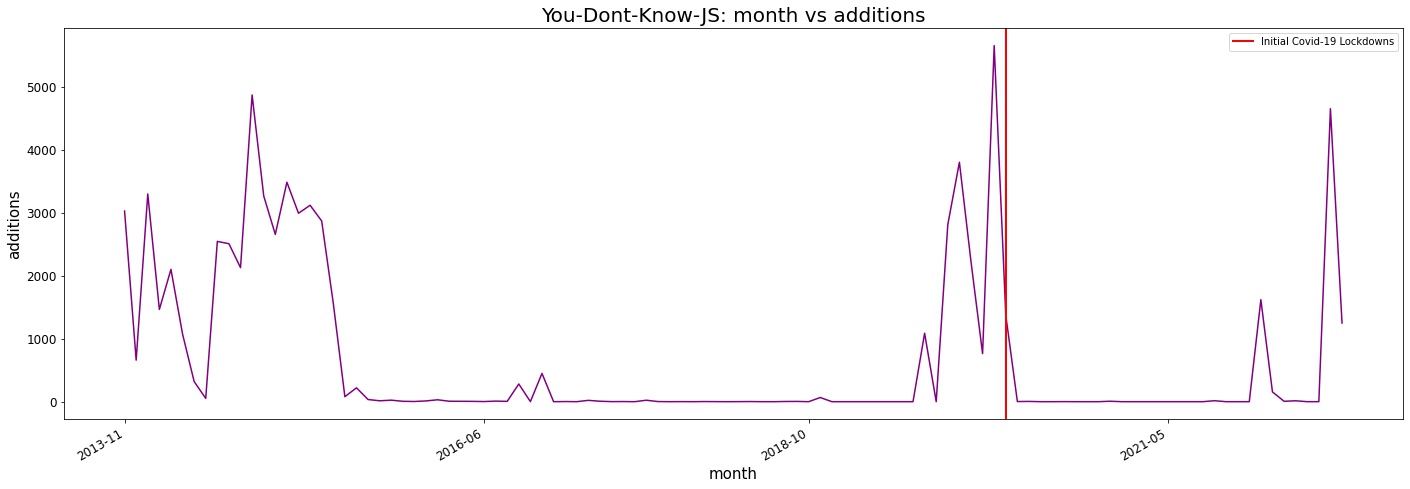 You-Dont-Know-JS: month vs additions
Initial Covid-19 Lockdowns
5000
4000
3000
2000
1000
0
additions
2013-11
2016-06
2018-10
2021-05
month